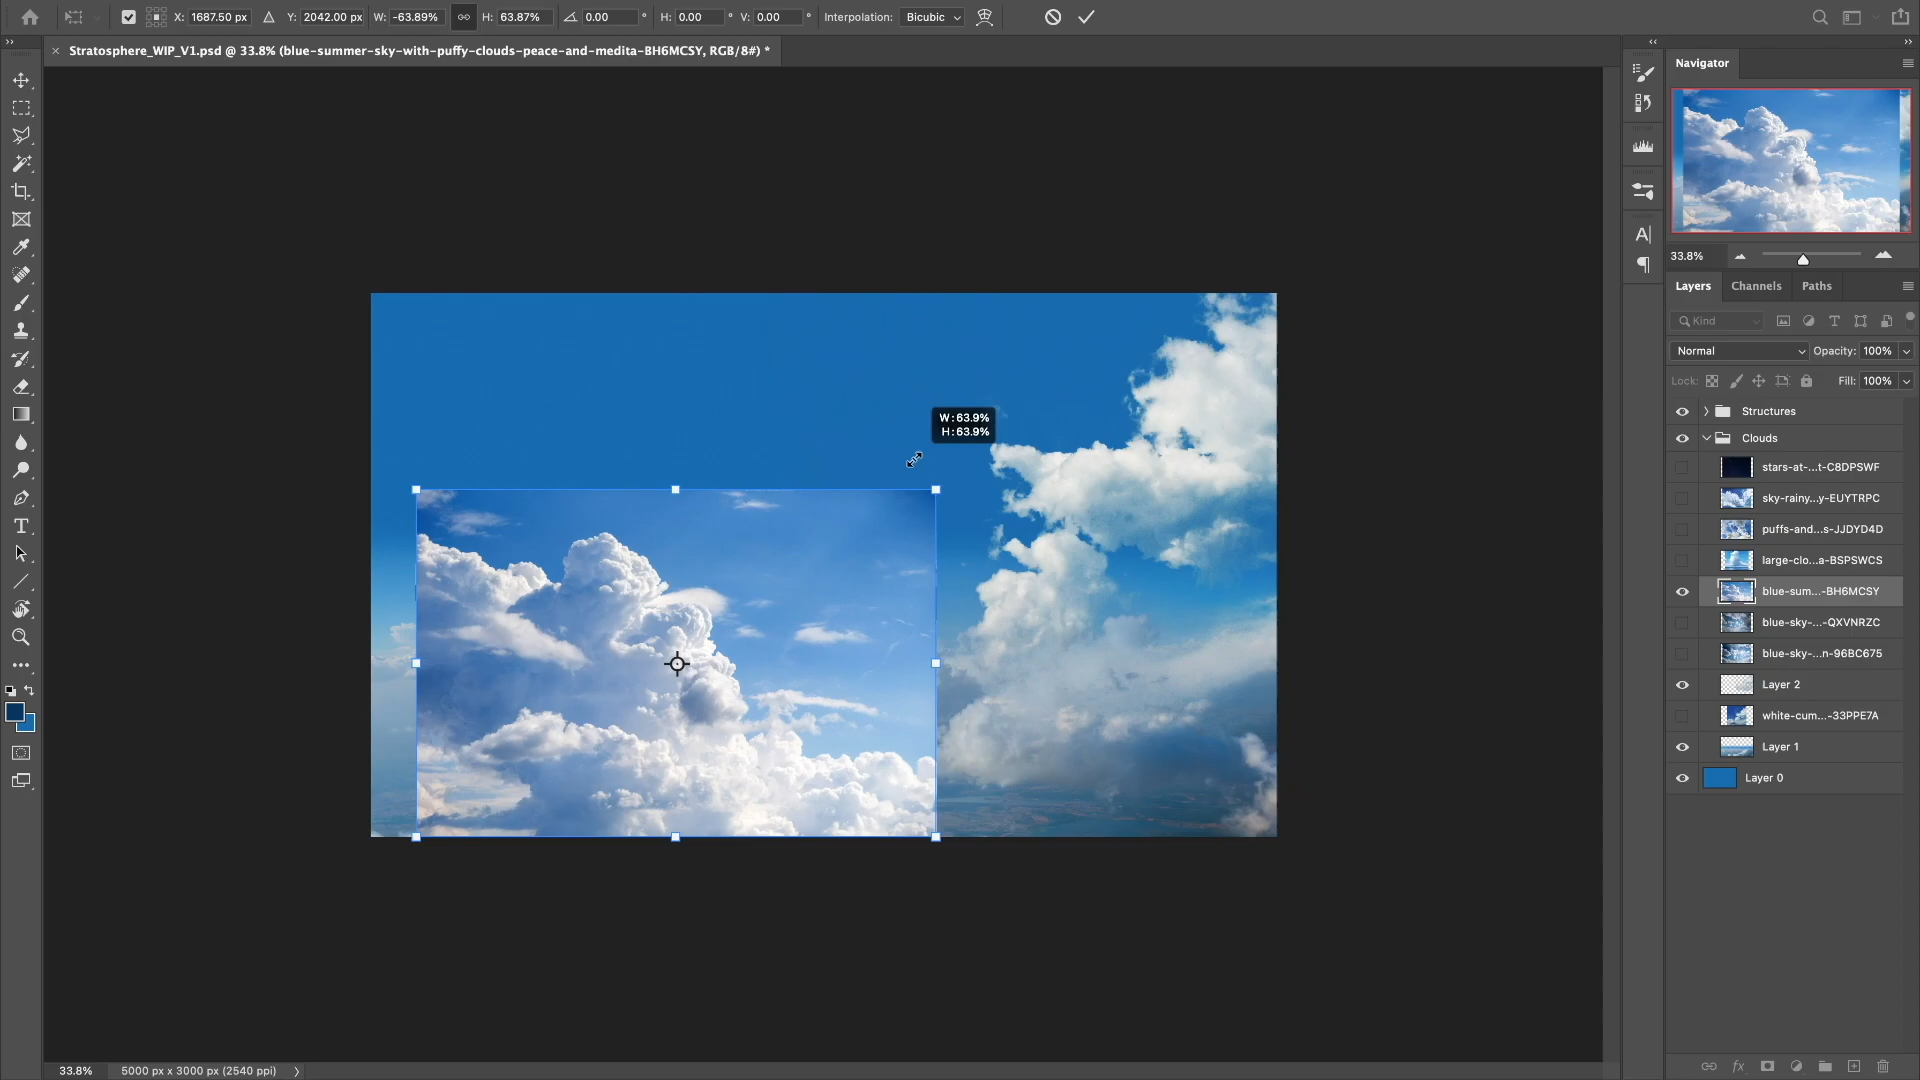 X: 1687.50 px Y: 2042.00 px W: -63.89% H: 63.87% 0.00 ° H: 0.00 ° V: 0.00 ° Interpolation: Bicubic
Stratosphere_WIP_V1.psd @ 33.8% (blue-summer-sky-with-puffy-clouds-peace-and-medita-BH6MCSY, RGB/8#) *
Navigator
33.8%
Layers Channels Paths
Kind
Normal Opacity: 100%
Lock: Fill: 100%
W: 63.9%
H: 63.9%
Structures
Clouds
stars-at-...t-C8DPSWF
sky-rainy...y-EUYTRPC
puffs-and...s-JJDYD4D
large-clo...a-BSPSWCS
blue-sum...-BH6MCSY
blue-sky-...-QXVNRZC
blue-sky-...n-96BC675
Layer 2
white-cum...-33PPE7A
Layer 1
Layer 0
33.8% 5000 px x 3000 px (2540 ppi)